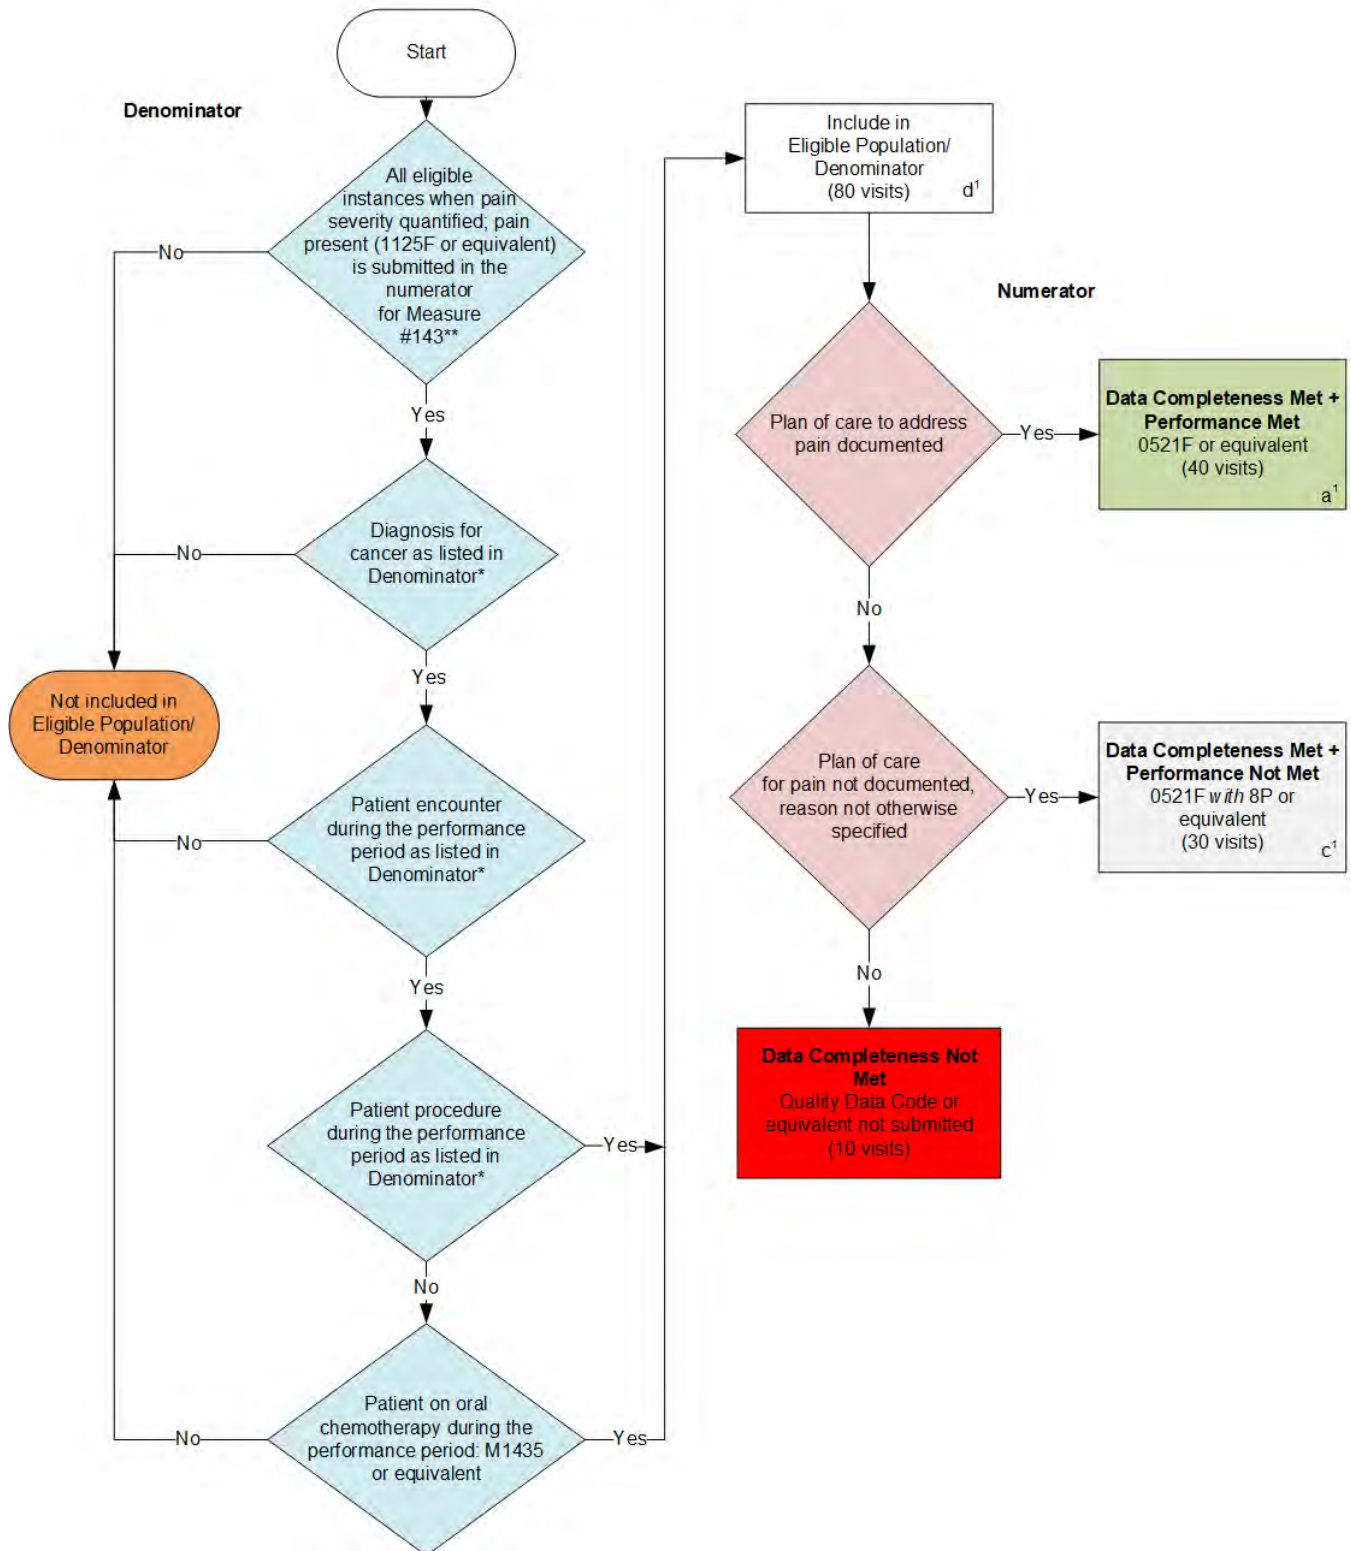 Start
Denominator
All eligible
instances when pain
severity quantified; pain
present (1125F or equivalent)
is submitted in the
numerator
for Measure
#143**
No
Yes
Diagnosis for
cancer as listed in
Denominator*
No
Yes
Not included in
Eligible Population/
Denominator
Patient encounter
during the performance
period as listed in
Denominator*
No
Yes
Patient procedure
during the performance
period as listed in
Denominator*
Yes
No
Patient on oral
chemotherapy during the
performance period: M1435
or equivalent
No
Yes
Include in
Eligible Population/
Denominator
(80 visits)
d¹
Numerator
Plan of care to address
pain documented
Yes
Data Completeness Met +
Performance Met
0521F or equivalent
(40 visits)
a¹
No
Plan of care
for pain not documented,
reason not otherwise
specified
Yes
Data Completeness Met +
Performance Not Met
0521F with 8P or
equivalent
(30 visits)
c¹
No
Data Completeness Not
Met
Quality Data Code or
equivalent not submitted
(10 visits)